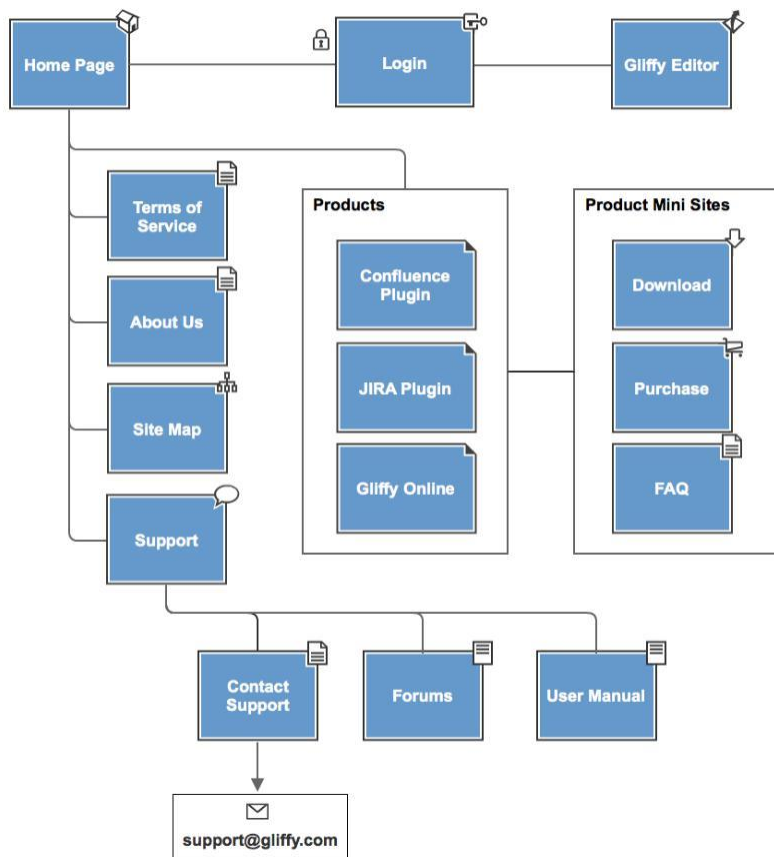 Home Page
Login
Gliffy Editor
Terms of
Service
About Us
Site Map
Support
Products
Confluence
Plugin
JIRA Plugin
Gliffy Online
Product Mini Sites
Download
Purchase
FAQ
Contact
Support
Forums
User Manual
support@gliffy.com